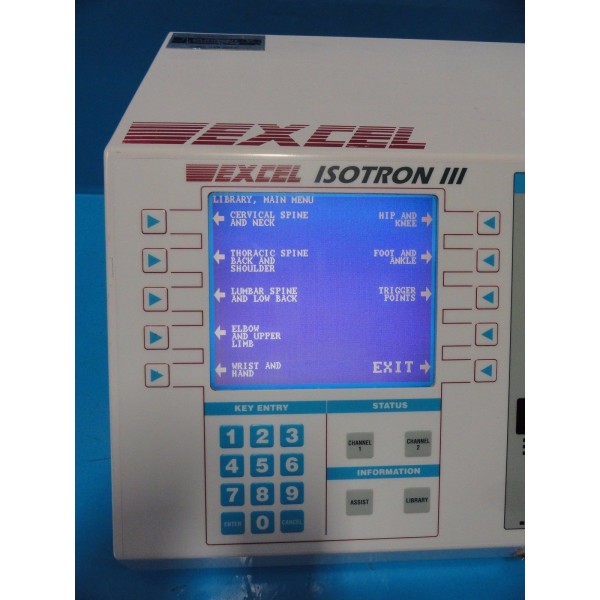 EXCEL
EXCEL ISOTRON III
LIBRARY, MAIN MENU
CERVICAL SPINE
AND NECK
HIP AND
KNEE
THORACIC SPINE
BACK AND
SHOULDER
FOOT AND
ANKLE
LUMBAR SPINE
AND LOW BACK
TRIGGER
POINTS
ELBOW
AND UPPER
LIMB
WRIST AND
HAND
EXIT
KEY ENTRY
STATUS
1 2 3
4 5 6
7 8 9
ENTER 0 CANCEL
CHANNEL
1
CHANNEL
2
INFORMATION
ASSIST
LIBRARY